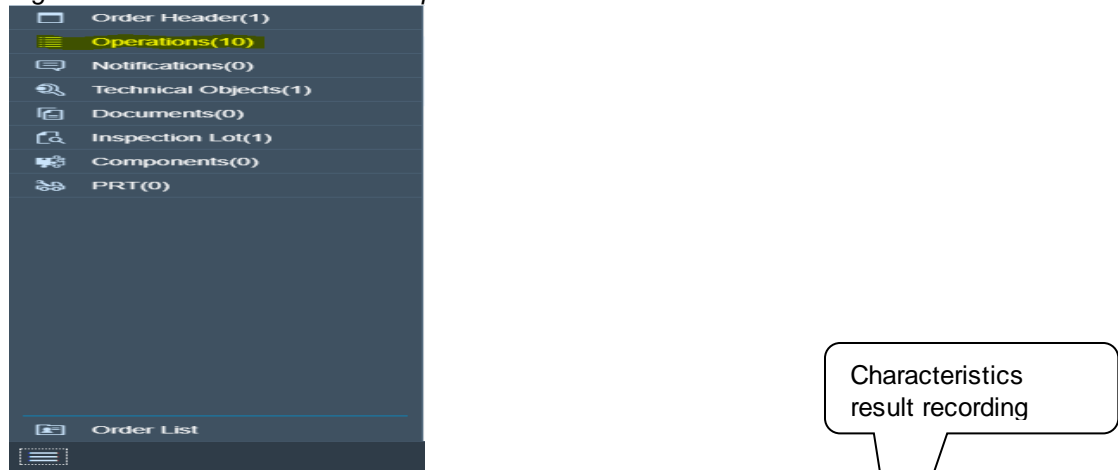 Order Header(1)
Operations(10)
Notifications(0)
Technical Objects(1)
Documents(0)
Inspection Lot(1)
Components(0)
PRT(0)
Order List
Characteristics
result recording